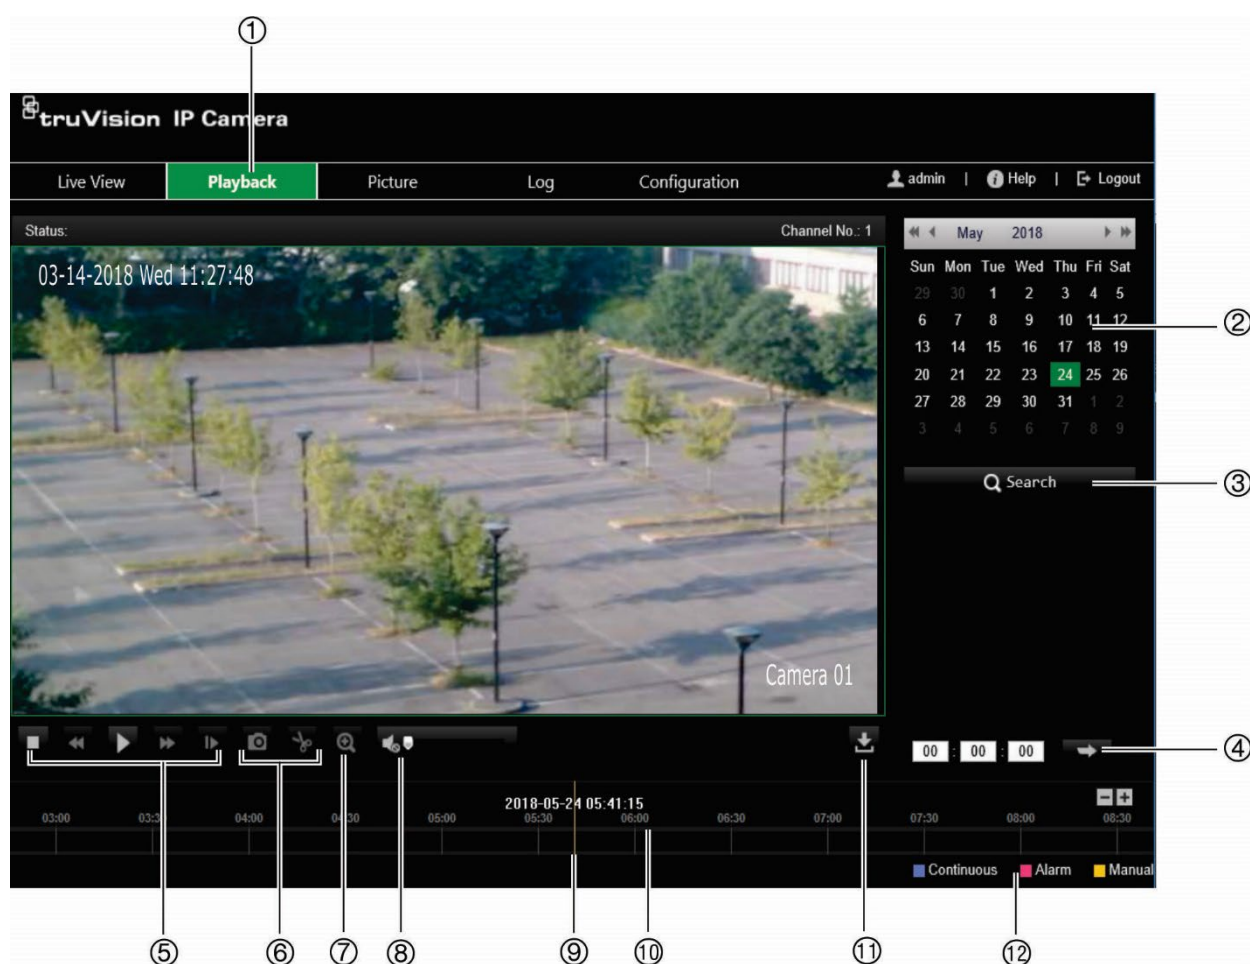 ①
truVision IP Camera
Live View Playback Picture Log Configuration admin | Help | Logout
Status: Channel No.: 1
03-14-2018 Wed 11:27:48
Camera 01
May 2018
Sun Mon Tue Wed Thu Fri Sat
29 30 1 2 3 4 5
6 7 8 9 10 11 12
②
13 14 15 16 17 18 19
20 21 22 23 24 25 26
27 28 29 30 31 1 2
3 4 5 6 7 8 9
Search
③
00 : 00 : 00
④
2018-05-24 05:41:15
03:00 03:3 04:00 04:30 05:00 05:30 06:00 06:30 07:00 07:30 08:00 08:30
Continuous Alarm Manual
⑤ ⑥ ⑦ ⑧ ⑨ ⑩ ⑪ ⑫